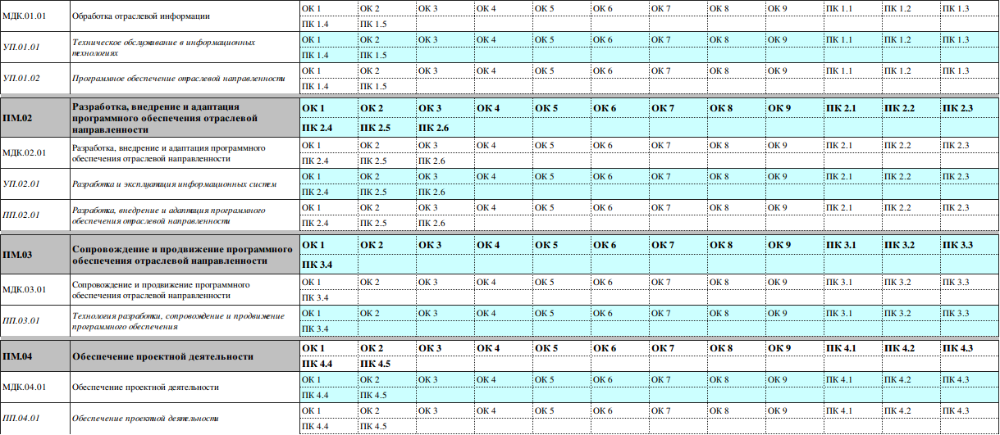 МДК.01.01 Обработка отраслевой информации ОК 1 ОК 2 ОК 3 ОК 4 ОК 5 ОК 6 ОК 7 ОК 8 ОК 9 ПК 1.1 ПК 1.2 ПК 1.3
ПК 1.4 ПК 1.5
УП.01.01 Техническое обслуживание в информационных технологиях ОК 1 ОК 2 ОК 3 ОК 4 ОК 5 ОК 6 ОК 7 ОК 8 ОК 9 ПК 1.1 ПК 1.2 ПК 1.3
ПК 1.4 ПК 1.5
УП.01.02 Программное обеспечение отраслевой направленности ОК 1 ОК 2 ОК 3 ОК 4 ОК 5 ОК 6 ОК 7 ОК 8 ОК 9 ПК 1.1 ПК 1.2 ПК 1.3
ПК 1.4 ПК 1.5
ПМ.02 Разработка, внедрение и адаптация программного обеспечения отраслевой направленности ОК 1 ОК 2 ОК 3 ОК 4 ОК 5 ОК 6 ОК 7 ОК 8 ОК 9 ПК 2.1 ПК 2.2 ПК 2.3
ПК 2.4 ПК 2.5 ПК 2.6
МДК.02.01 Разработка, внедрение и адаптация программного обеспечения отраслевой направленности ОК 1 ОК 2 ОК 3 ОК 4 ОК 5 ОК 6 ОК 7 ОК 8 ОК 9 ПК 2.1 ПК 2.2 ПК 2.3
ПК 2.4 ПК 2.5 ПК 2.6
УП.02.01 Разработка и эксплуатация информационных систем ОК 1 ОК 2 ОК 3 ОК 4 ОК 5 ОК 6 ОК 7 ОК 8 ОК 9 ПК 2.1 ПК 2.2 ПК 2.3
ПК 2.4 ПК 2.5 ПК 2.6
ПП.02.01 Разработка, внедрение и адаптация программного обеспечения отраслевой направленности ОК 1 ОК 2 ОК 3 ОК 4 ОК 5 ОК 6 ОК 7 ОК 8 ОК 9 ПК 2.1 ПК 2.2 ПК 2.3
ПК 2.4 ПК 2.5 ПК 2.6
ПМ.03 Сопровождение и продвижение программного обеспечения отраслевой направленности ОК 1 ОК 2 ОК 3 ОК 4 ОК 5 ОК 6 ОК 7 ОК 8 ОК 9 ПК 3.1 ПК 3.2 ПК 3.3
ПК 3.4
МДК.03.01 Сопровождение и продвижение программного обеспечения отраслевой направленности ОК 1 ОК 2 ОК 3 ОК 4 ОК 5 ОК 6 ОК 7 ОК 8 ОК 9 ПК 3.1 ПК 3.2 ПК 3.3
ПК 3.4
ПП.03.01 Технология разработки, сопровождение и продвижение программного обеспечения ОК 1 ОК 2 ОК 3 ОК 4 ОК 5 ОК 6 ОК 7 ОК 8 ОК 9 ПК 3.1 ПК 3.2 ПК 3.3
ПК 3.4
ПМ.04 Обеспечение проектной деятельности ОК 1 ОК 2 ОК 3 ОК 4 ОК 5 ОК 6 ОК 7 ОК 8 ОК 9 ПК 4.1 ПК 4.2 ПК 4.3
ПК 4.4 ПК 4.5
МДК.04.01 Обеспечение проектной деятельности ОК 1 ОК 2 ОК 3 ОК 4 ОК 5 ОК 6 ОК 7 ОК 8 ОК 9 ПК 4.1 ПК 4.2 ПК 4.3
ПК 4.4 ПК 4.5
ПП.04.01 Обеспечение проектной деятельности ОК 1 ОК 2 ОК 3 ОК 4 ОК 5 ОК 6 ОК 7 ОК 8 ОК 9 ПК 4.1 ПК 4.2 ПК 4.3
ПК 4.4 ПК 4.5